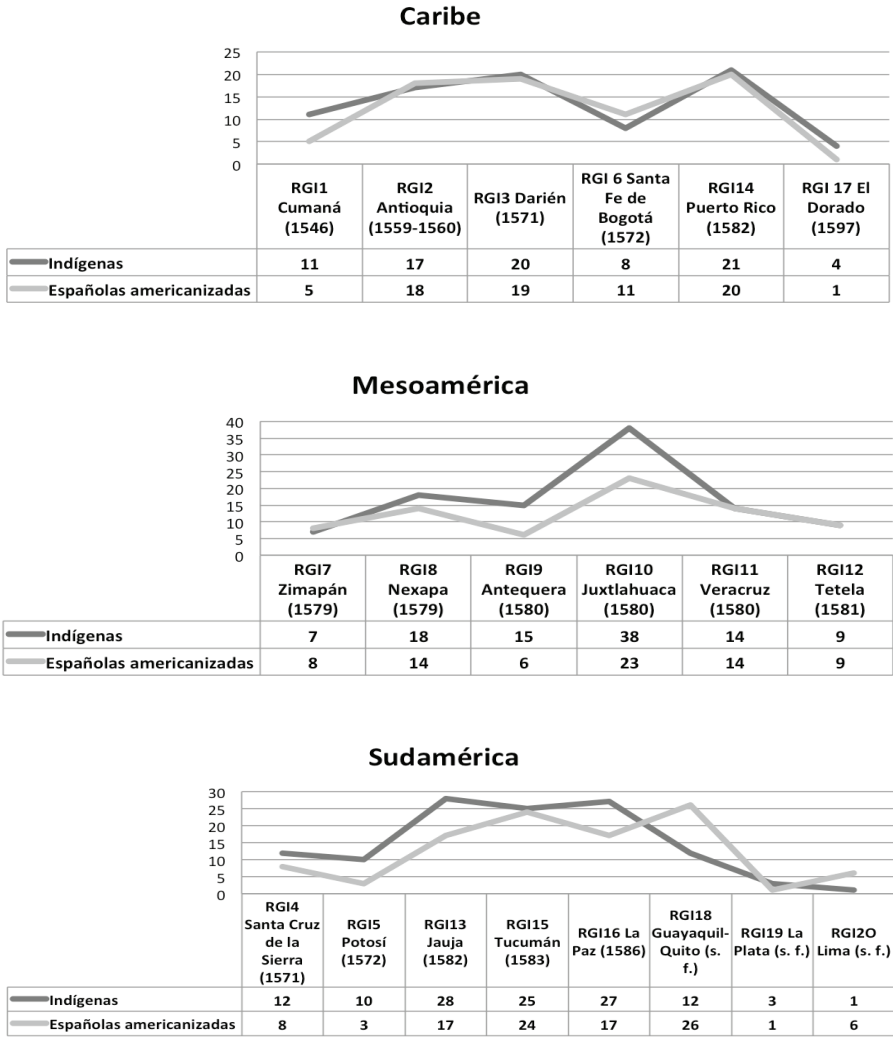 Caribe
25
20
15
10
5
0
RGI1 Cumaná (1546) RGI2 Antioquia (1559-1560) RGI3 Darién (1571) RGI 6 Santa Fe de Bogotá (1572) RGI14 Puerto Rico (1582) RGI 17 El Dorado (1597)
Indígenas 11 17 20 8 21 4
Españolas americanizadas 5 18 19 11 20 1
Mesoamérica
40
35
30
25
20
15
10
5
0
RGI7 Zimapán (1579) RGI8 Nexapa (1579) RGI9 Antequera (1580) RGI10 Juxtlahuaca (1580) RGI11 Veracruz (1580) RGI12 Tetela (1581)
Indígenas 7 18 15 38 14 9
Españolas americanizadas 8 14 6 23 14 9
Sudamérica
30
25
20
15
10
5
0
RGI4 Santa Cruz de la Sierra (1571) RGI5 Potosí (1572) RGI13 Jauja (1582) RGI15 Tucumán (1583) RGI16 La Paz (1586) RGI18 Guayaquil-Quito (s. f.) RGI19 La Plata (s. f.) RGI2O Lima (s. f.)
Indígenas 12 10 28 25 27 12 3 1
Españolas americanizadas 8 3 17 24 17 26 1 6